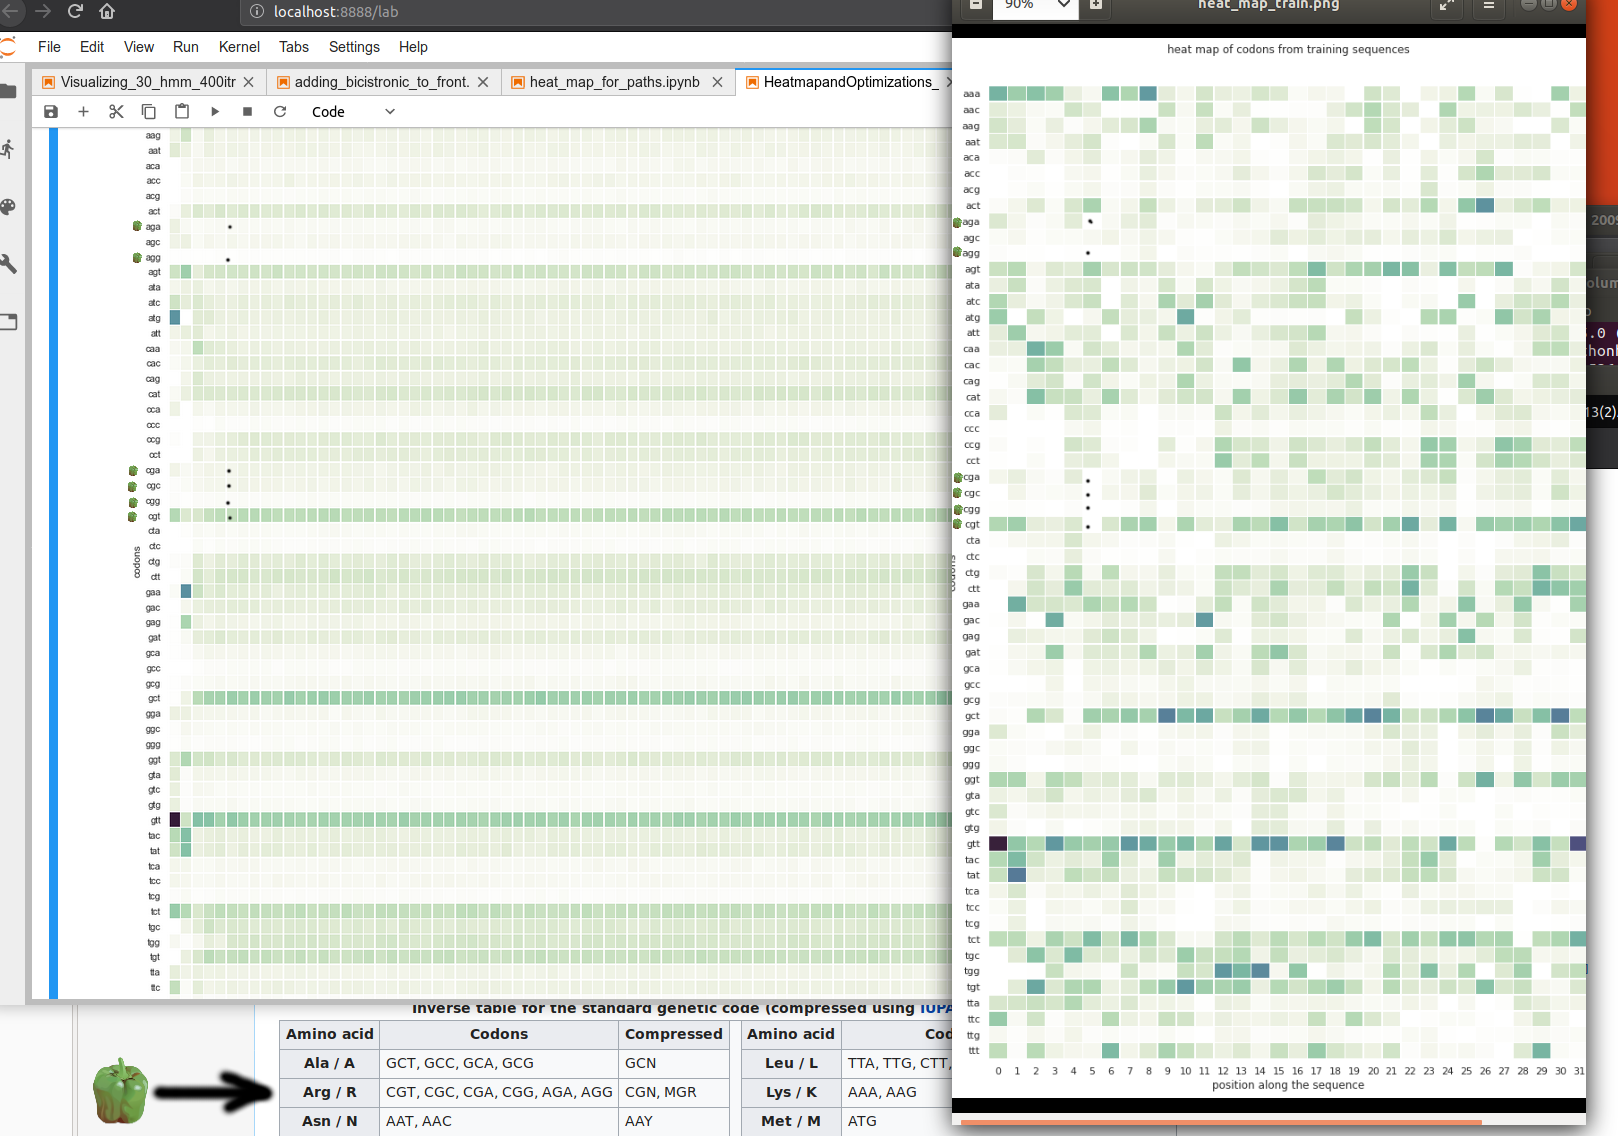 localhost:8888/lab
File Edit View Run Kernel Tabs Settings Help
Visualizing_30_hmm_400itr
adding_bicistronic_to_front.
heat_map_for_paths.ipynb
HeatmapandOptimizations_
Code
aag
aat
aca
acc
acg
act
aga
agc
agg
agt
ata
atc
atg
att
caa
cac
cag
cat
cca
ccc
ccg
cct
cga
cgc
cgg
cgt
cta
ctc
ctg
ctt
gaa
gac
gag
gat
gca
gcc
gcg
gct
gga
ggc
ggg
ggt
gta
gtc
gtg
gtt
tac
tat
tca
tcc
tcg
tct
tgc
tgg
tgt
tta
ttc
codons
90%
heat_map_train.png
heat map of codons from training sequences
aaa
aac
aag
aat
aca
acc
acg
act
aga
agc
agg
agt
ata
atc
atg
att
caa
cac
cag
cat
cca
ccc
ccg
cct
cga
cgc
cgg
cgt
cta
ctc
ctg
ctt
gaa
gac
gag
gat
gca
gcc
gcg
gct
gga
ggc
ggg
ggt
gta
gtc
gtg
gtt
tac
tat
tca
tcc
tcg
tct
tgc
tgg
tgt
tta
ttc
ttg
ttt
0 1 2 3 4 5 6 7 8 9 10 11 12 13 14 15 16 17 18 19 20 21 22 23 24 25 26 27 28 29 30 31
position along the sequence
2009
olum
.0
hon
13(2),
Inverse table for the standard genetic code (compressed using IUPA
Amino acid Codons Compressed Amino acid Cod
Ala / A GCT, GCC, GCA, GCG GCN Leu / L TTA, TTG, CTT,
Arg / R CGT, CGC, CGA, CGG, AGA, AGG CGN, MGR Lys / K AAA, AAG
Asn / N AAT, AAC AAY Met / M ATG